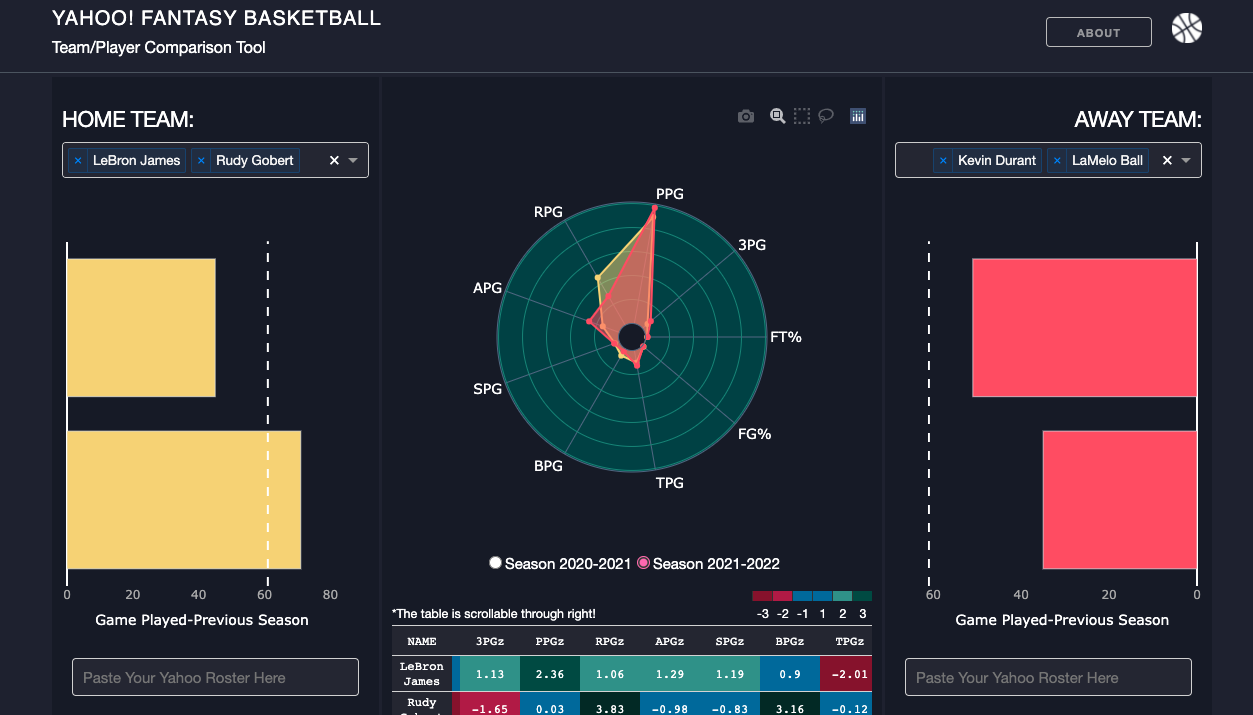 YAHOO! FANTASY BASKETBALL
Team/Player Comparison Tool
ABOUT
HOME TEAM:
× LeBron James × Rudy Gobert ×
AWAY TEAM:
× Kevin Durant × LaMelo Ball ×
PPG
RPG
3PG
APG
FT%
SPG
FG%
BPG
TPG
0 20 40 60 80
Game Played-Previous Season
60 40 20 0
Game Played-Previous Season
Season 2020-2021 Season 2021-2022
-3 -2 -1 1 2 3
*The table is scrollable through right!
NAME 3PGz PPGz RPGz APGz SPGz BPGz TPGz
LeBron James 1.13 2.36 1.06 1.29 1.19 0.9 -2.01
Rudy Gobert -1.65 0.03 3.83 -0.98 -0.83 3.16 -0.12
Paste Your Yahoo Roster Here
Paste Your Yahoo Roster Here